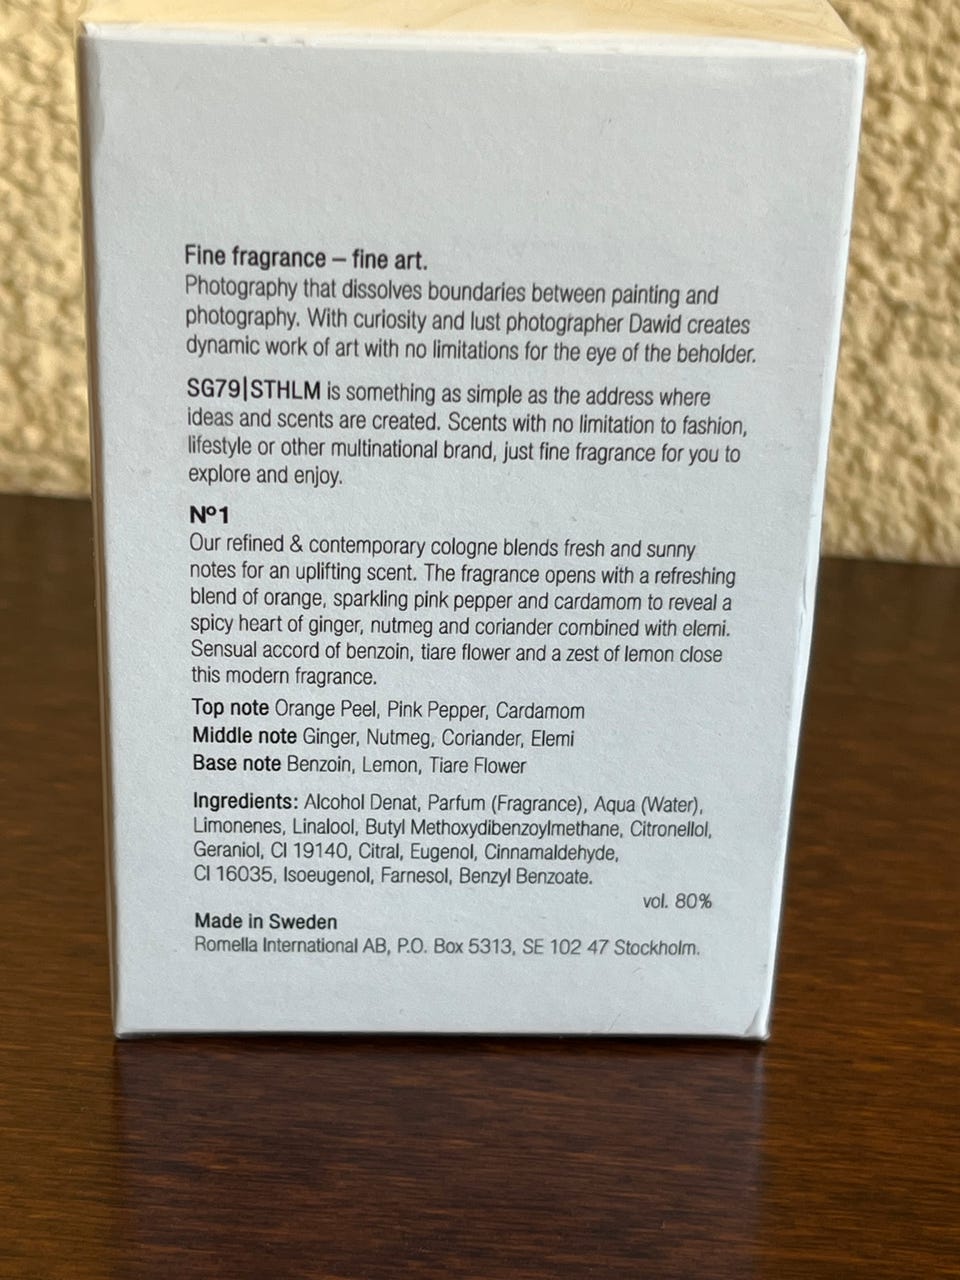 Fine fragrance – fine art.
Photography that dissolves boundaries between painting and
photography. With curiosity and lust photographer Dawid creates
dynamic work of art with no limitations for the eye of the beholder.
SG79|STHLM is something as simple as the address where
ideas and scents are created. Scents with no limitation to fashion,
lifestyle or other multinational brand, just fine fragrance for you to
explore and enjoy.
Nº1
Our refined & contemporary cologne blends fresh and sunny
notes for an uplifting scent. The fragrance opens with a refreshing
blend of orange, sparkling pink pepper and cardamom to reveal a
spicy heart of ginger, nutmeg and coriander combined with elemi.
Sensual accord of benzoin, tiare flower and a zest of lemon close
this modern fragrance.
Top note Orange Peel, Pink Pepper, Cardamom
Middle note Ginger, Nutmeg, Coriander, Elemi
Base note Benzoin, Lemon, Tiare Flower
Ingredients: Alcohol Denat, Parfum (Fragrance), Aqua (Water),
Limonenes, Linalool, Butyl Methoxydibenzoylmethane, Citronellol,
Geraniol, CI 19140, Citral, Eugenol, Cinnamaldehyde,
CI 16035, Isoeugenol, Farnesol, Benzyl Benzoate.
vol. 80%
Made in Sweden
Romella International AB, P.O. Box 5313, SE 102 47 Stockholm.